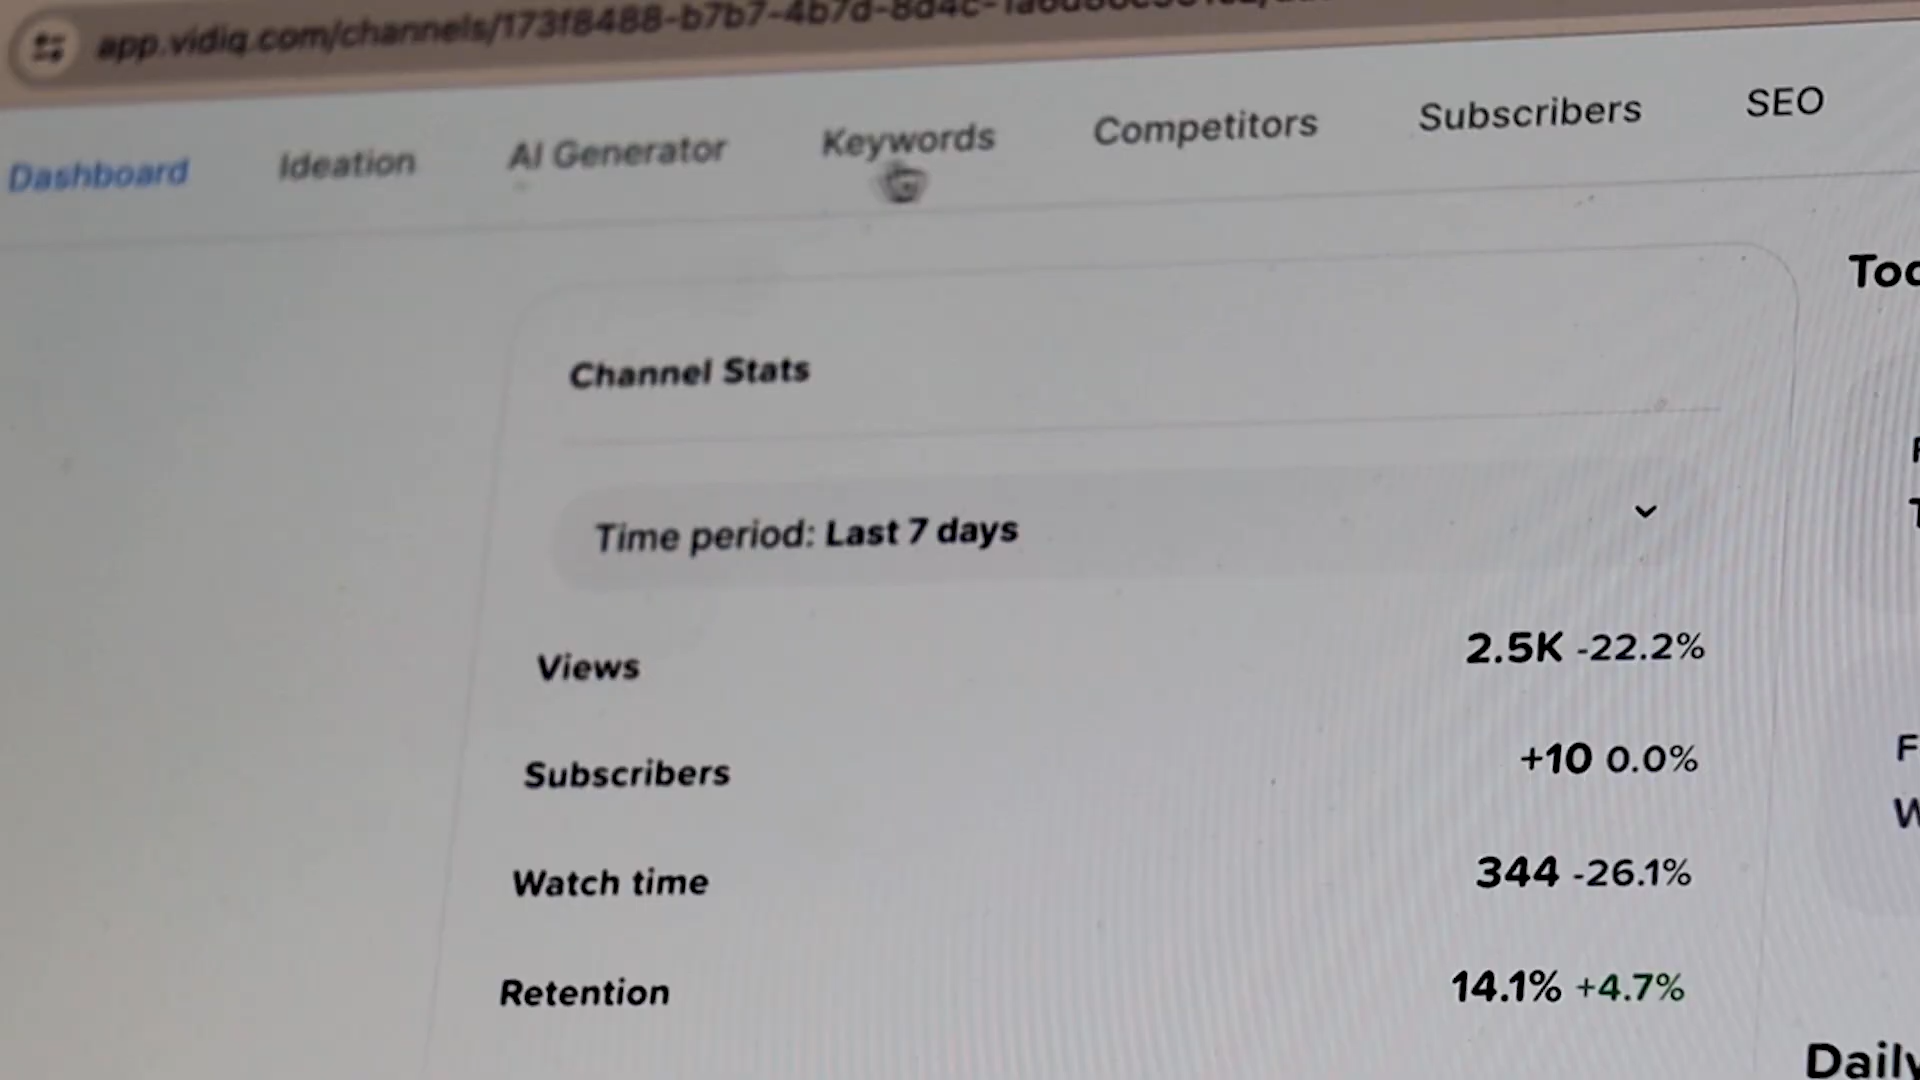 app.vidiq.com/channels/173f8488-b7b7-4b7d-8d4c-
Dashboard Ideation AI Generator Keywords Competitors Subscribers SEO
Channel Stats
Time period: Last 7 days
Views 2.5K -22.2%
Subscribers +10 0.0%
Watch time 344 -26.1%
Retention 14.1% +4.7%
Daily